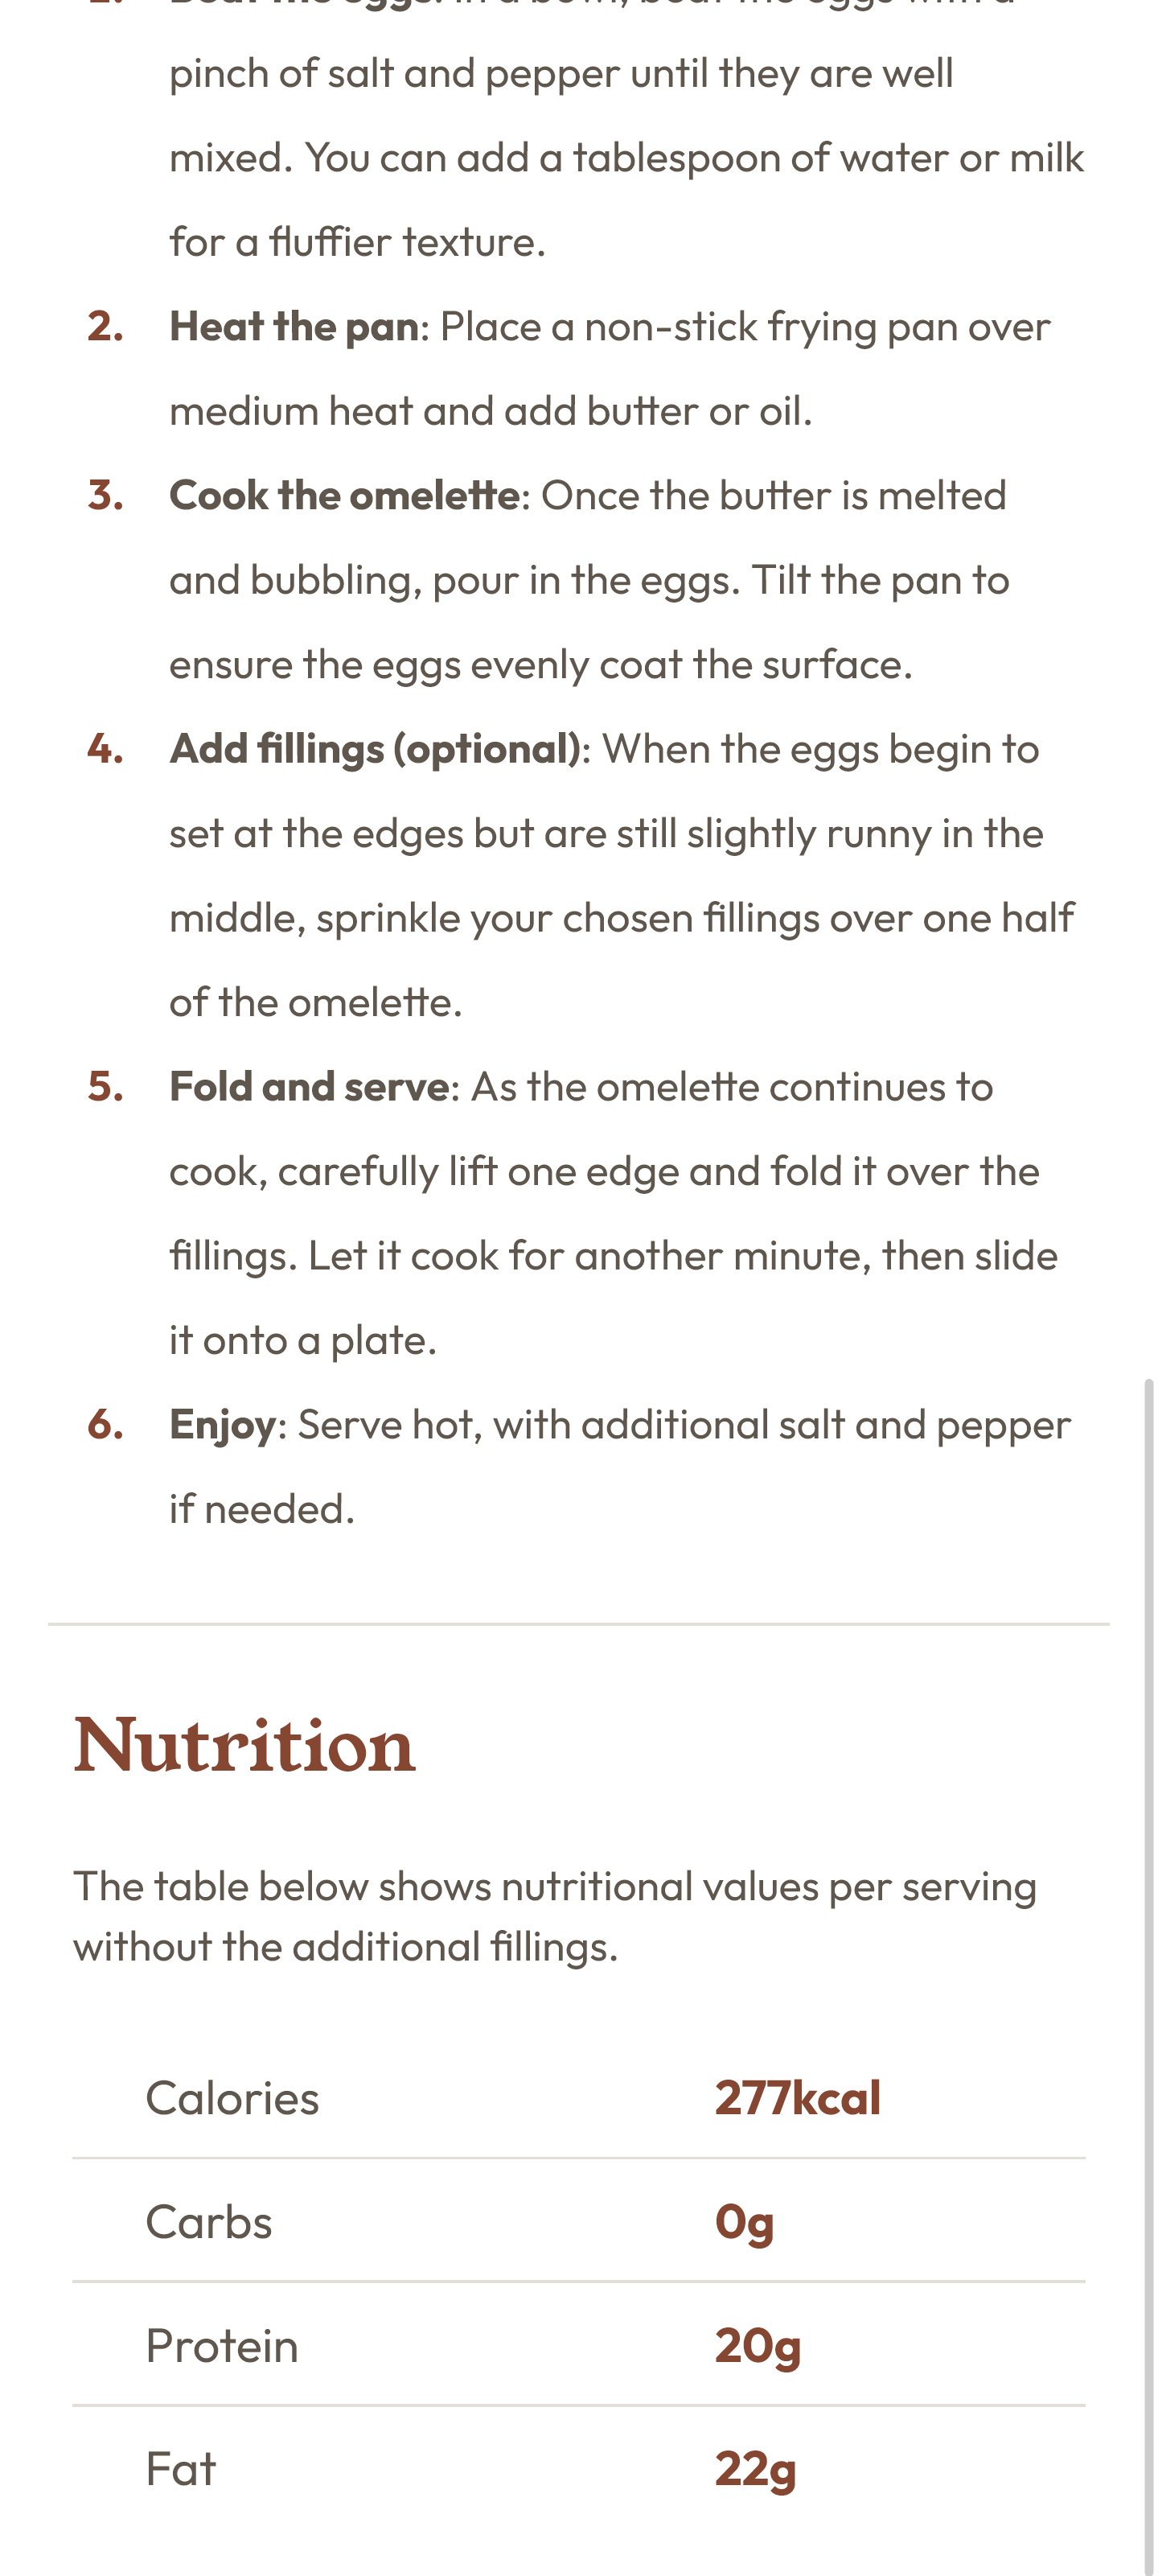 pinch of salt and pepper until they are well
mixed. You can add a tablespoon of water or milk
for a fluffier texture.
2. Heat the pan: Place a non-stick frying pan over
medium heat and add butter or oil.
3. Cook the omelette: Once the butter is melted
and bubbling, pour in the eggs. Tilt the pan to
ensure the eggs evenly coat the surface.
4. Add fillings (optional): When the eggs begin to
set at the edges but are still slightly runny in the
middle, sprinkle your chosen fillings over one half
of the omelette.
5. Fold and serve: As the omelette continues to
cook, carefully lift one edge and fold it over the
fillings. Let it cook for another minute, then slide
it onto a plate.
6. Enjoy: Serve hot, with additional salt and pepper
if needed.
Nutrition
The table below shows nutritional values per serving
without the additional fillings.
Calories 277kcal
Carbs 0g
Protein 20g
Fat 22g